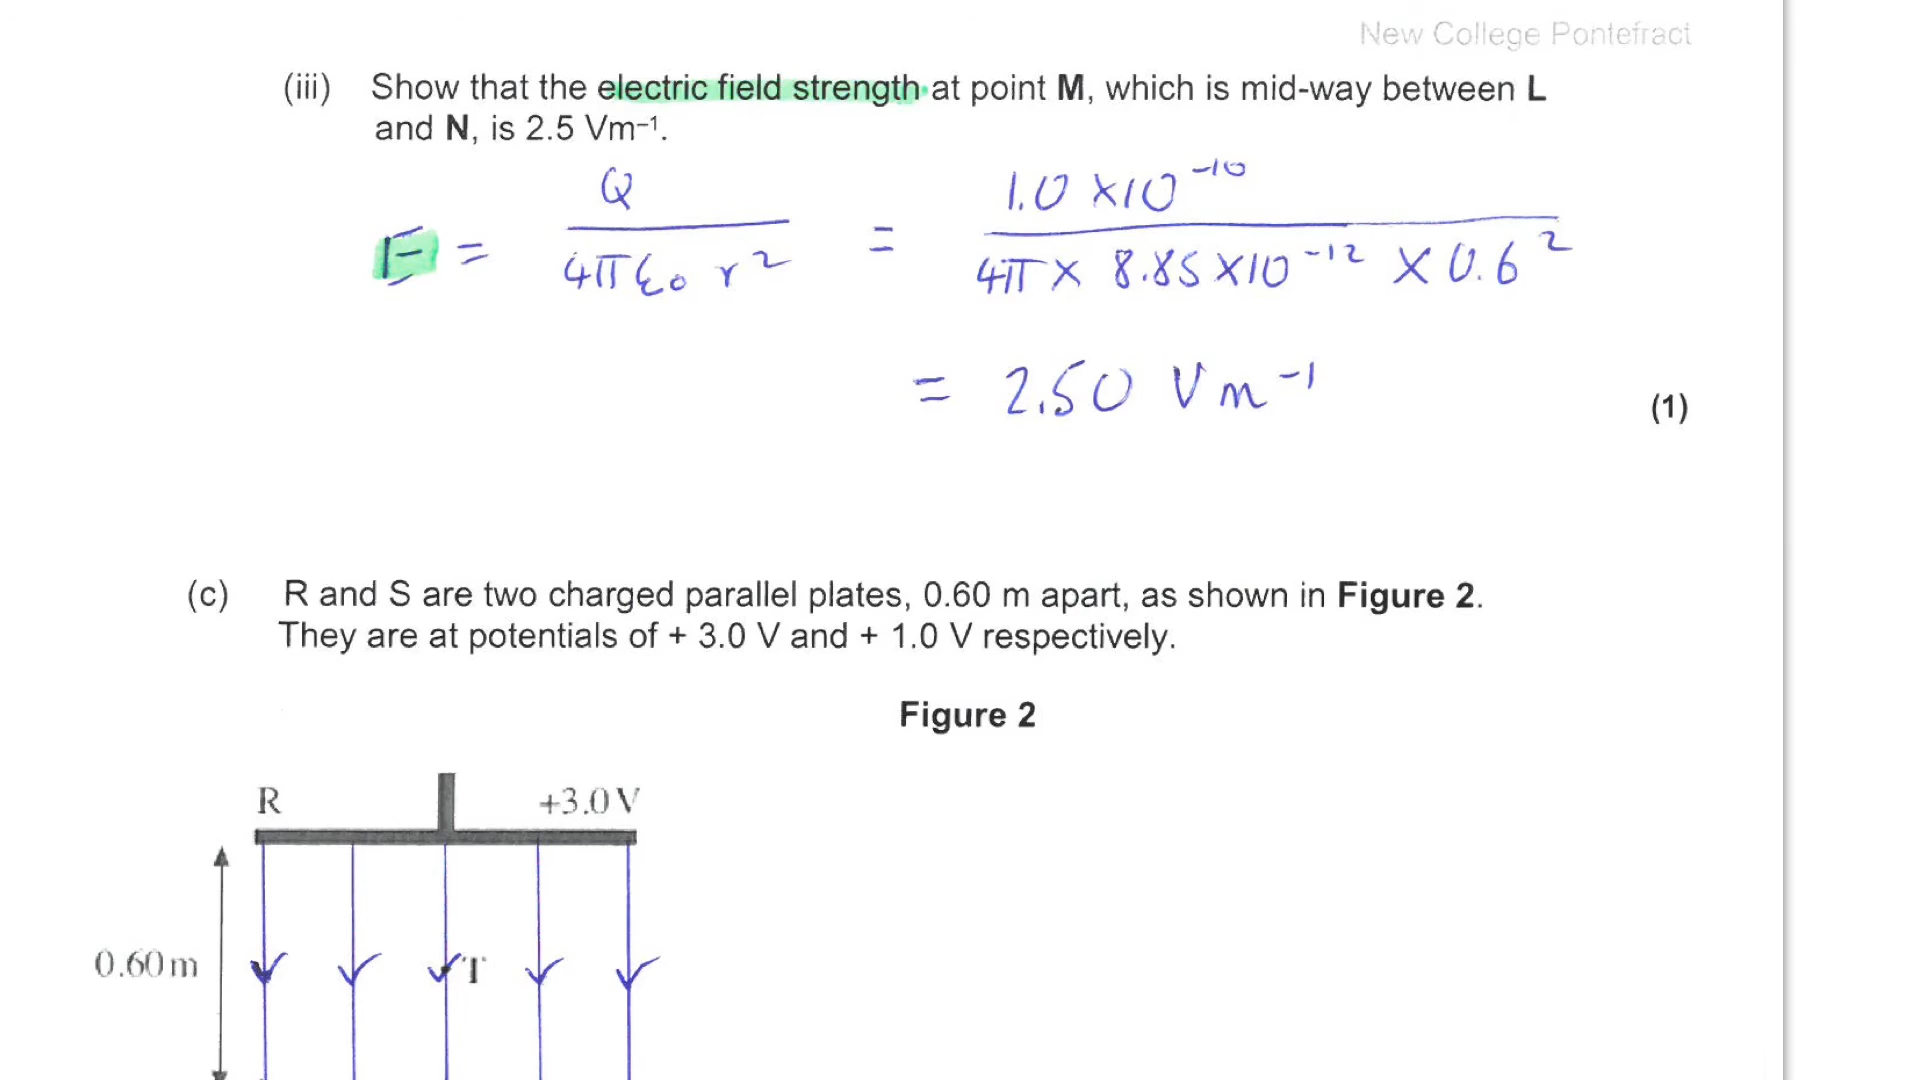 New College Pontefract
(iii) Show that the electric field strength at point M, which is mid-way between L
and N, is 2.5 Vm⁻¹.
E = Q / 4πε₀ r² = 1.0 × 10⁻¹⁰ / 4π × 8.85 × 10⁻¹² × 0.6²
= 2.50 V m⁻¹
(1)
(c) R and S are two charged parallel plates, 0.60 m apart, as shown in Figure 2.
They are at potentials of + 3.0 V and + 1.0 V respectively.
Figure 2
R +3.0 V
0.60 m T